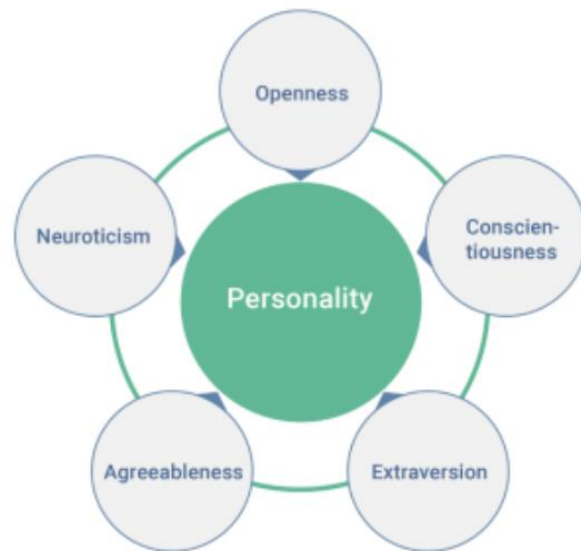 Openness
Neuroticism
Conscien-
tiousness
Personality
Agreeableness
Extraversion